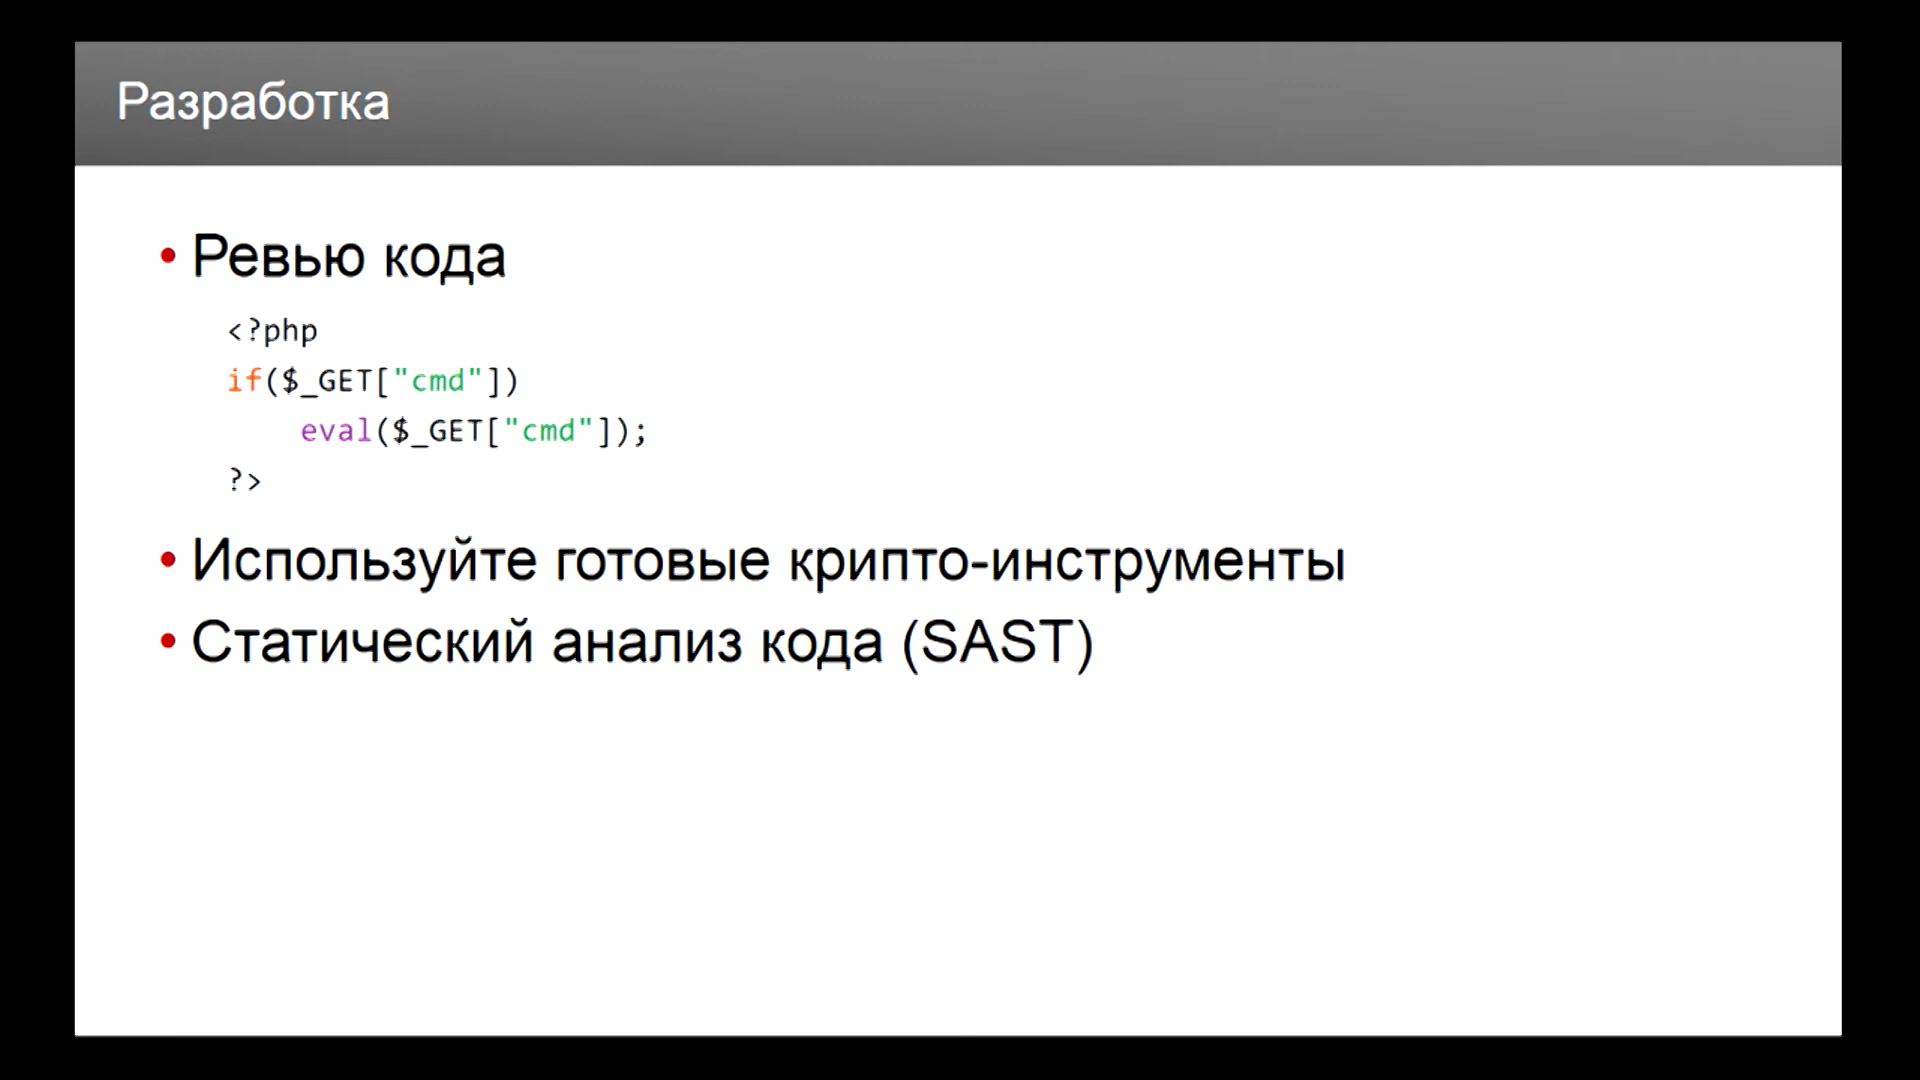 Разработка
• Ревью кода
<?php
if($_GET["cmd"])
    eval($_GET["cmd"]);
?>
• Используйте готовые крипто-инструменты
• Статический анализ кода (SAST)